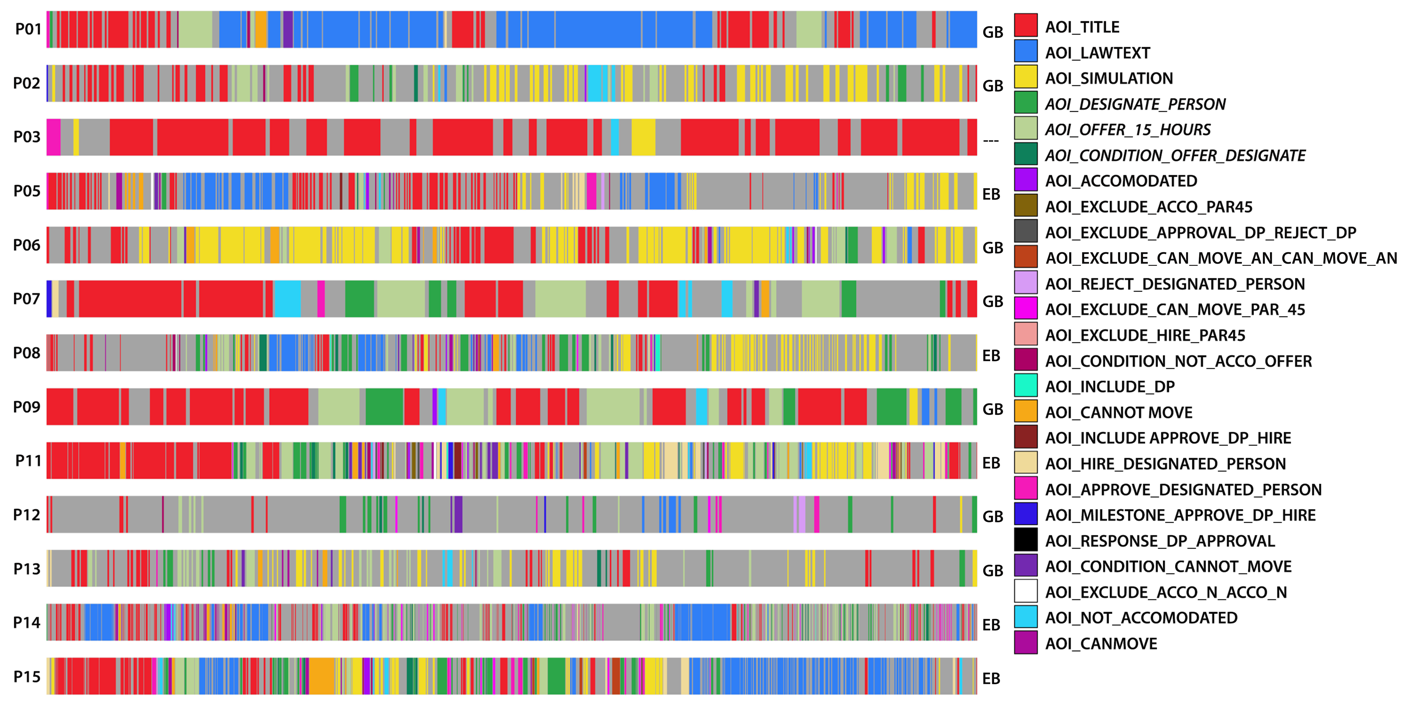 P01 GB
P02 GB
P03 ---
P05 EB
P06 GB
P07 GB
P08 EB
P09 GB
P11 EB
P12 GB
P13 GB
P14 EB
P15 EB
AOI_TITLE
AOI_LAWTEXT
AOI_SIMULATION
AOI_DESIGNATE_PERSON
AOI_OFFER_15_HOURS
AOI_CONDITION_OFFER_DESIGNATE
AOI_ACCOMODATED
AOI_EXCLUDE_ACCO_PAR45
AOI_EXCLUDE_APPROVAL_DP_REJECT_DP
AOI_EXCLUDE_CAN_MOVE_AN_CAN_MOVE_AN
AOI_REJECT_DESIGNATED_PERSON
AOI_EXCLUDE_CAN_MOVE_PAR_45
AOI_EXCLUDE_HIRE_PAR45
AOI_CONDITION_NOT_ACCO_OFFER
AOI_INCLUDE_DP
AOI_CANNOT MOVE
AOI_INCLUDE APPROVE_DP_HIRE
AOI_HIRE_DESIGNATED_PERSON
AOI_APPROVE_DESIGNATED_PERSON
AOI_MILESTONE_APPROVE_DP_HIRE
AOI_RESPONSE_DP_APPROVAL
AOI_CONDITION_CANNOT_MOVE
AOI_EXCLUDE_ACCO_N_ACCO_N
AOI_NOT_ACCOMODATED
AOI_CANMOVE